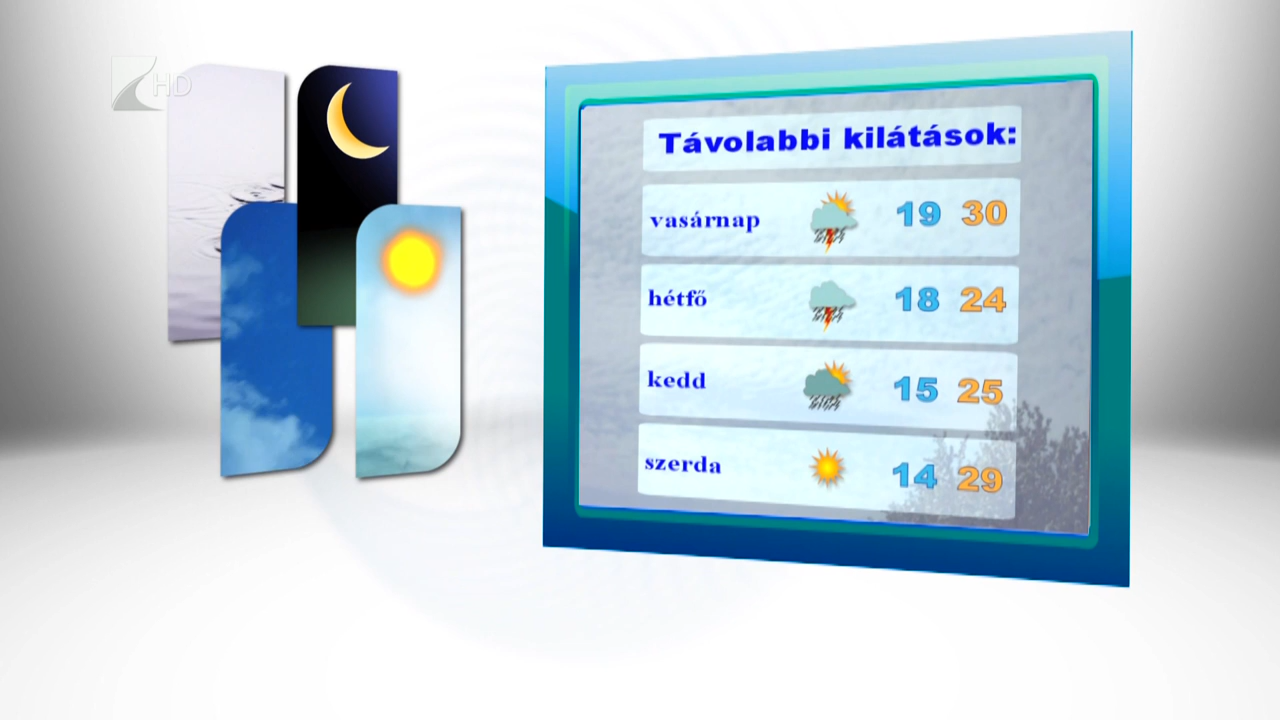 HD
Távolabbi kilátások:
vasárnap 19 30
hétfő 18 24
kedd 15 25
szerda 14 29